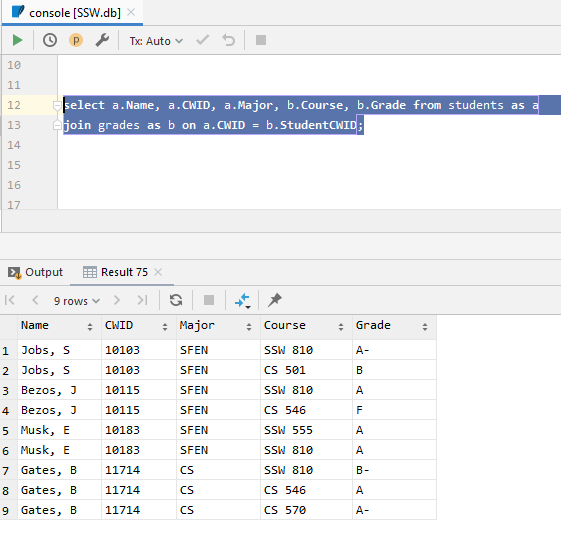 console [SSW.db]
Tx: Auto
10
11
12 select a.Name, a.CWID, a.Major, b.Course, b.Grade from students as a
13 join grades as b on a.CWID = b.StudentCWID;
14
15
16
17
Output Result 75
9 rows
Name CWID Major Course Grade
1 Jobs, S 10103 SFEN SSW 810 A-
2 Jobs, S 10103 SFEN CS 501 B
3 Bezos, J 10115 SFEN SSW 810 A
4 Bezos, J 10115 SFEN CS 546 F
5 Musk, E 10183 SFEN SSW 555 A
6 Musk, E 10183 SFEN SSW 810 A
7 Gates, B 11714 CS SSW 810 B-
8 Gates, B 11714 CS CS 546 A
9 Gates, B 11714 CS CS 570 A-